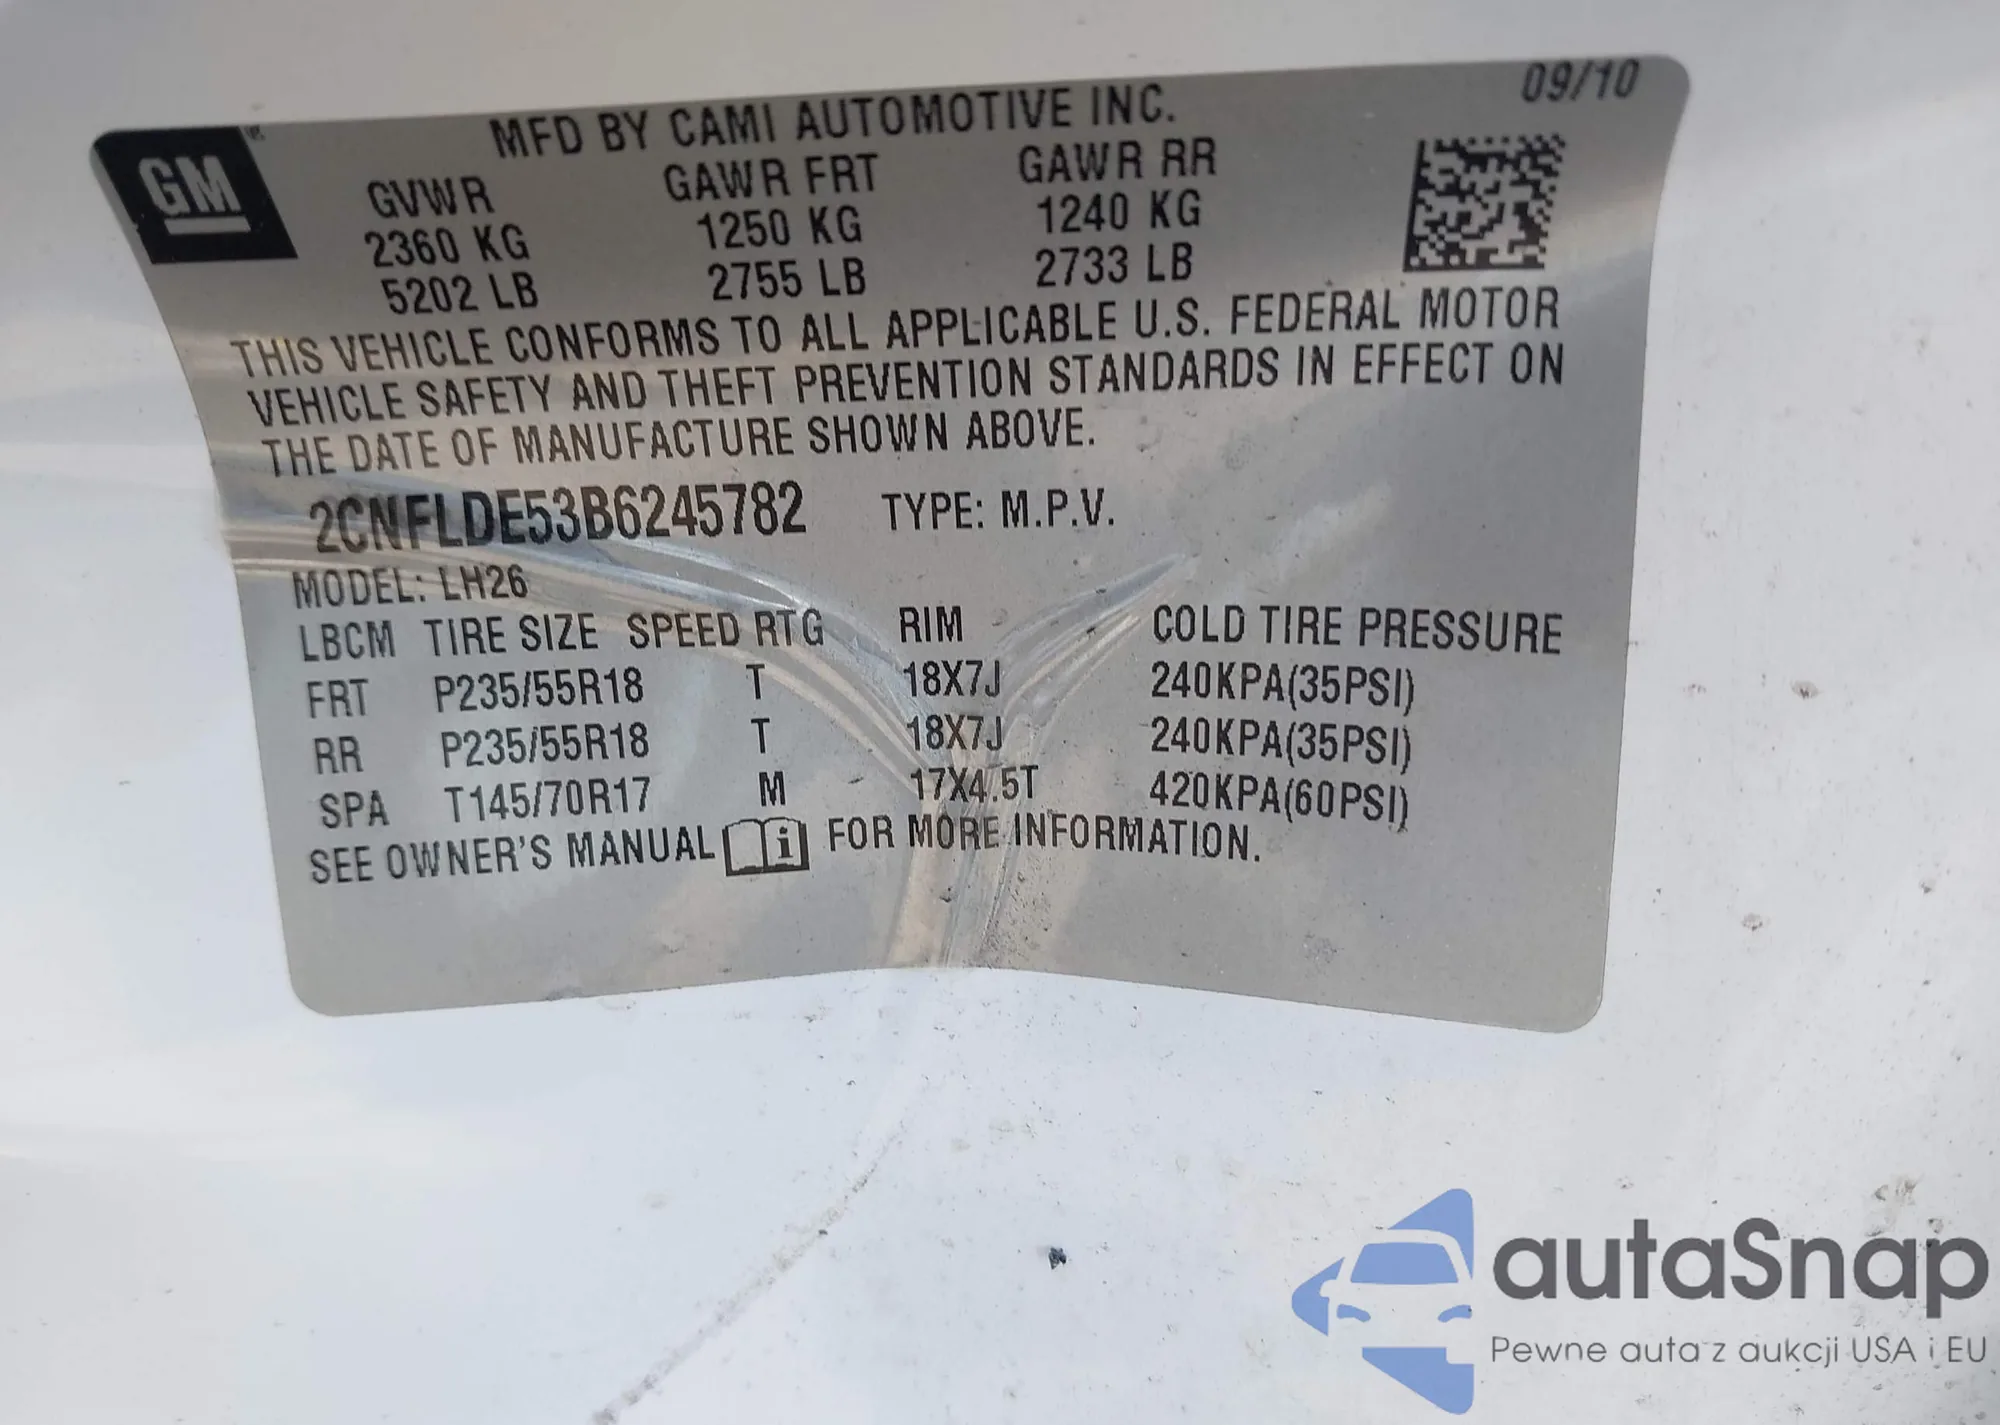 09/10
GM
MFD BY CAMI AUTOMOTIVE INC.
GVWR GAWR FRT GAWR RR
2360 KG 1250 KG 1240 KG
5202 LB 2755 LB 2733 LB
THIS VEHICLE CONFORMS TO ALL APPLICABLE U.S. FEDERAL MOTOR
VEHICLE SAFETY AND THEFT PREVENTION STANDARDS IN EFFECT ON
THE DATE OF MANUFACTURE SHOWN ABOVE.
2CNFLDE53B6245782 TYPE: M.P.V.
MODEL: LH26
LBCM TIRE SIZE SPEED RTG RIM COLD TIRE PRESSURE
FRT P235/55R18 T 18X7J 240KPA(35PSI)
RR P235/55R18 T 18X7J 240KPA(35PSI)
SPA T145/70R17 M 17X4.5T 420KPA(60PSI)
SEE OWNER'S MANUAL i FOR MORE INFORMATION.
autaSnap
Pewne auta z aukcji USA i EU